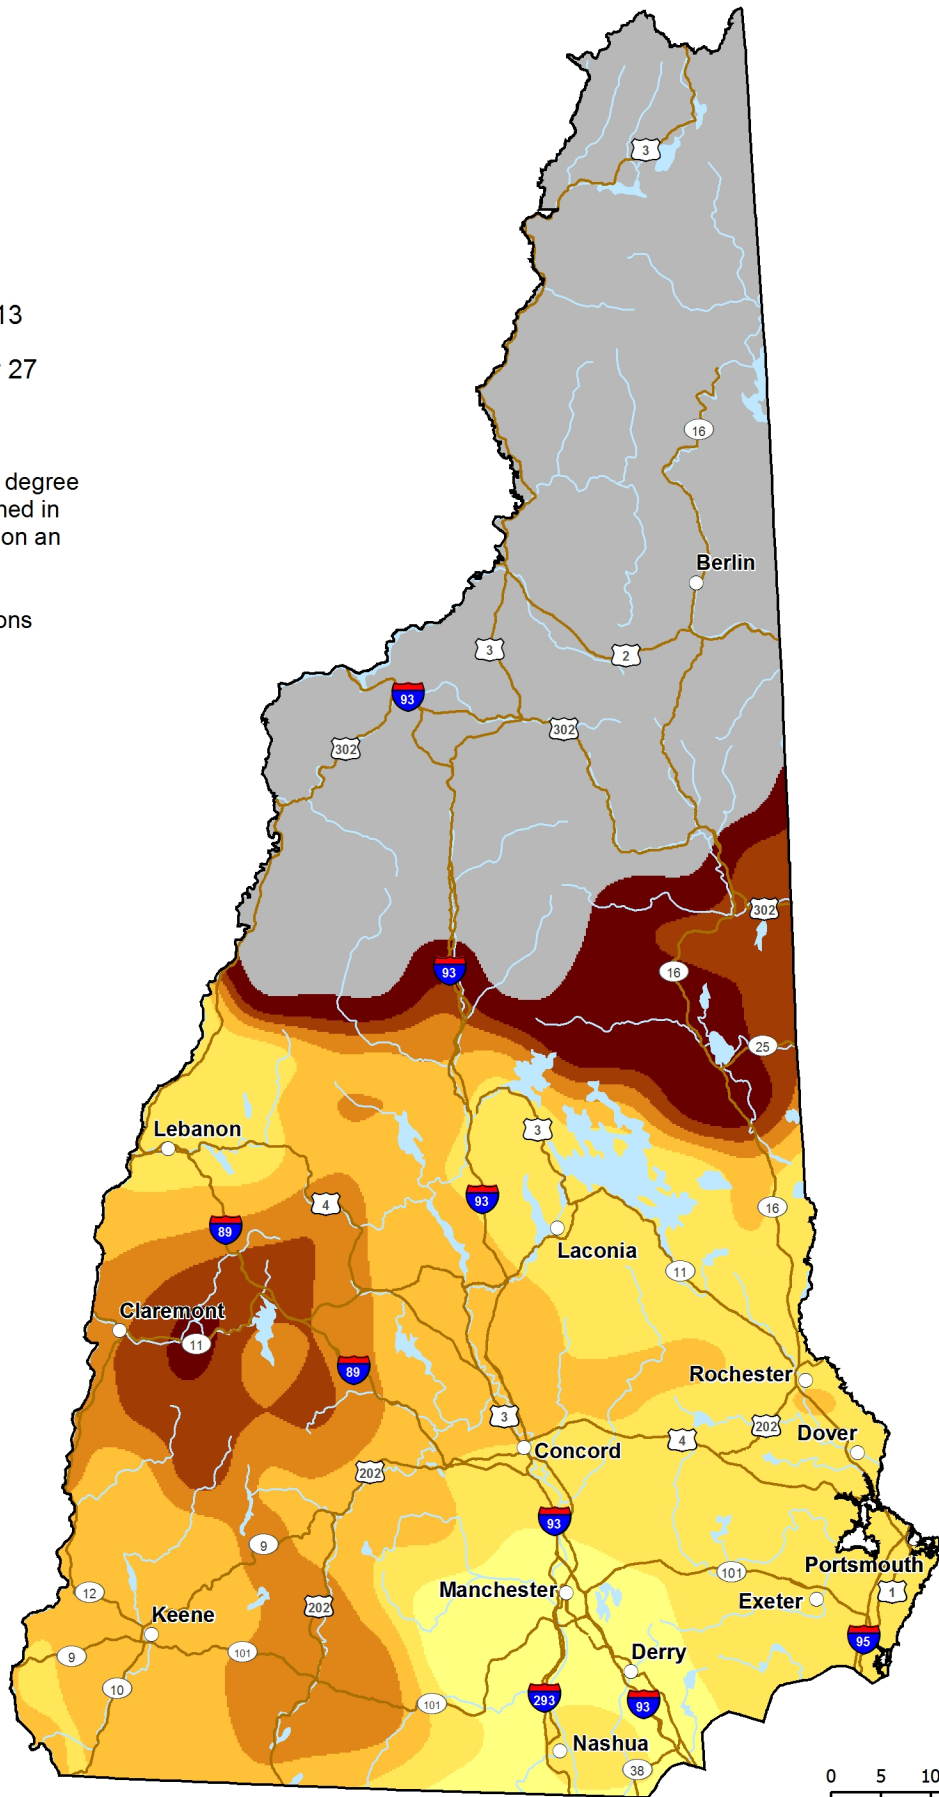 3
13
27
degree
ned in
on an
16
Berlin
ons
3
2
93
302
302
302
93
16
25
Lebanon
3
4
93
16
89
Laconia
11
Claremont
11
89
Rochester
3
202
Dover
4
Concord
202
93
9
Portsmouth
101
12
Manchester
1
Exeter
202
Keene
95
9
101
Derry
10
293
93
101
Nashua
38
0 5 10